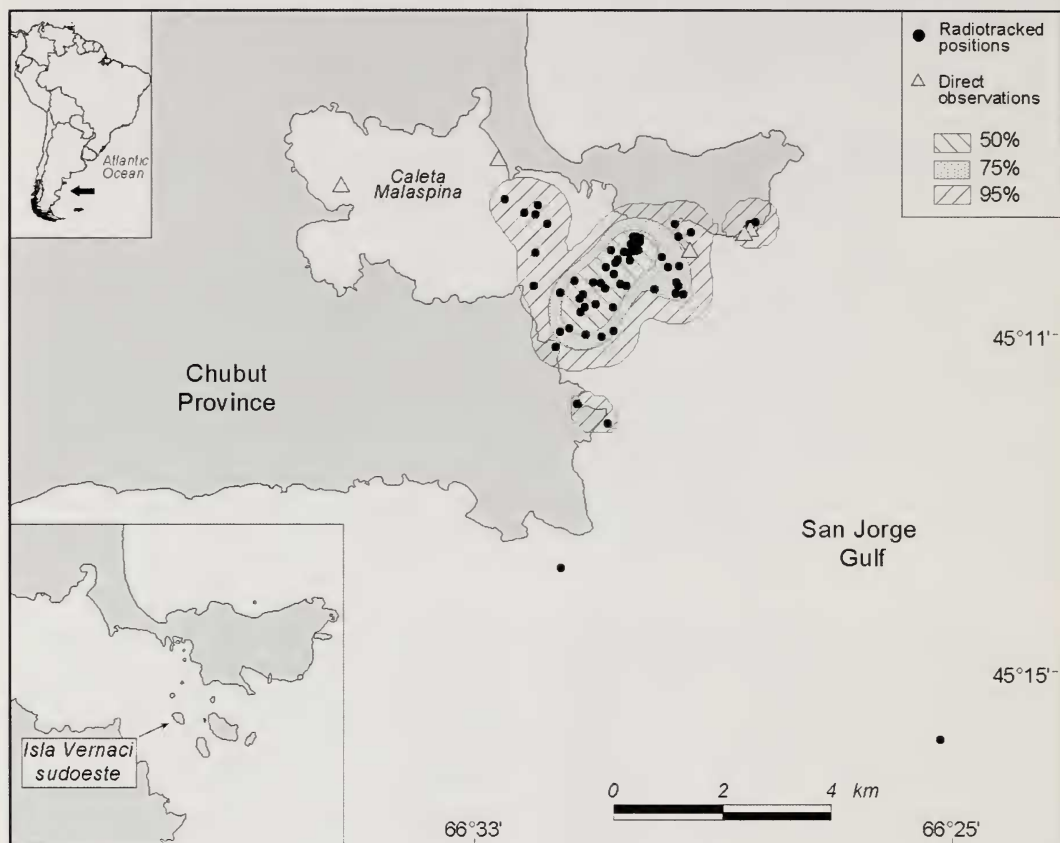 Atlantic
Ocean
Radiotracked
positions
Direct
observations
50%
75%
95%
Caleta
Malaspina
45°11'
Chubut
Province
San Jorge
Gulf
45°15'
Isla Vernaci
sudoeste
0 2 4 km
66°33'
66°25'